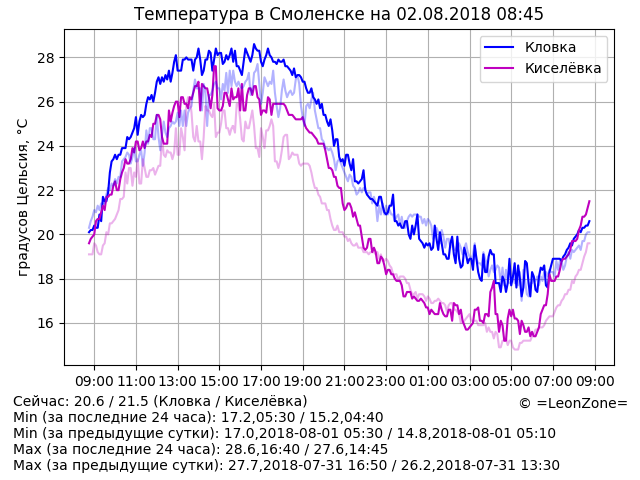 Температура в Смоленске на 02.08.2018 08:45
градусов Цельсия, °C
28
26
24
22
20
18
16
Кловка
Киселёвка
09:00 11:00 13:00 15:00 17:00 19:00 21:00 23:00 01:00 03:00 05:00 07:00 09:00
Сейчас: 20.6 / 21.5 (Кловка / Киселёвка)
© =LeonZone=
Min (за последние 24 часа): 17.2,05:30 / 15.2,04:40
Min (за предыдущие сутки): 17.0,2018-08-01 05:30 / 14.8,2018-08-01 05:10
Max (за последние 24 часа): 28.6,16:40 / 27.6,14:45
Max (за предыдущие сутки): 27.7,2018-07-31 16:50 / 26.2,2018-07-31 13:30